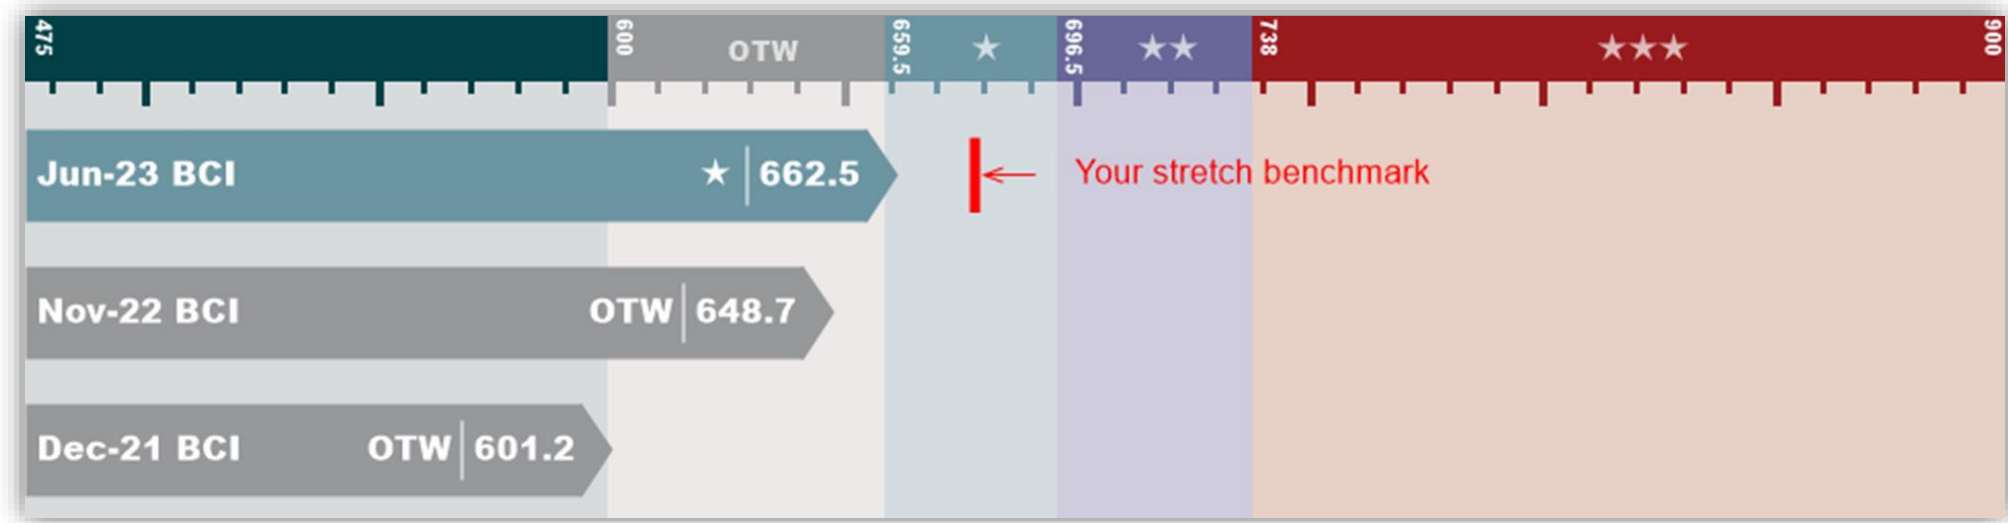 475
600
OTW
659.5
★
696.5
★★
738
★★★
900
Jun-23 BCI ★ | 662.5
Your stretch benchmark
Nov-22 BCI OTW | 648.7
Dec-21 BCI OTW | 601.2